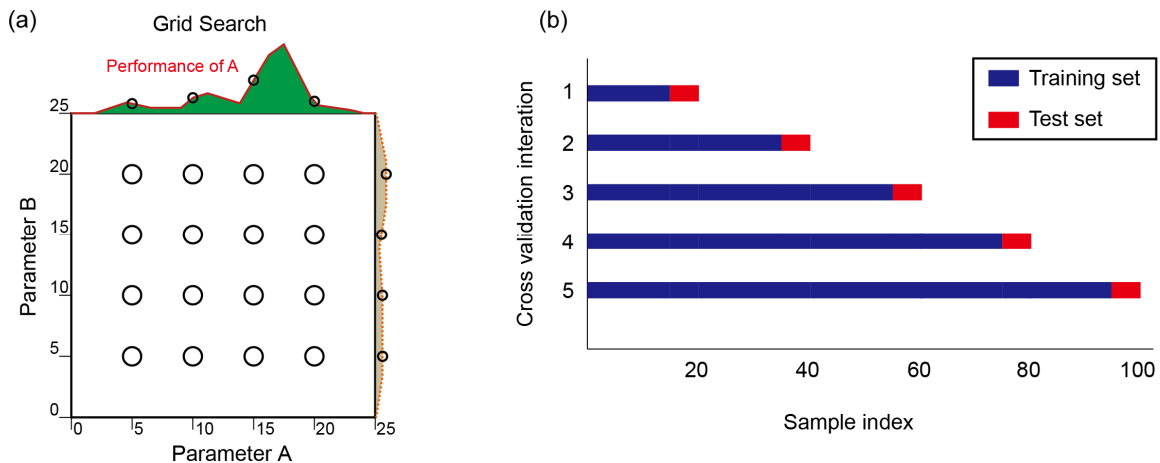 (a)
Grid Search
Performance of A
25
20
15
10
5
0
Parameter B
0 5 10 15 20 25
Parameter A
(b)
Training set
Test set
1
2
3
4
5
Cross validation interation
20 40 60 80 100
Sample index